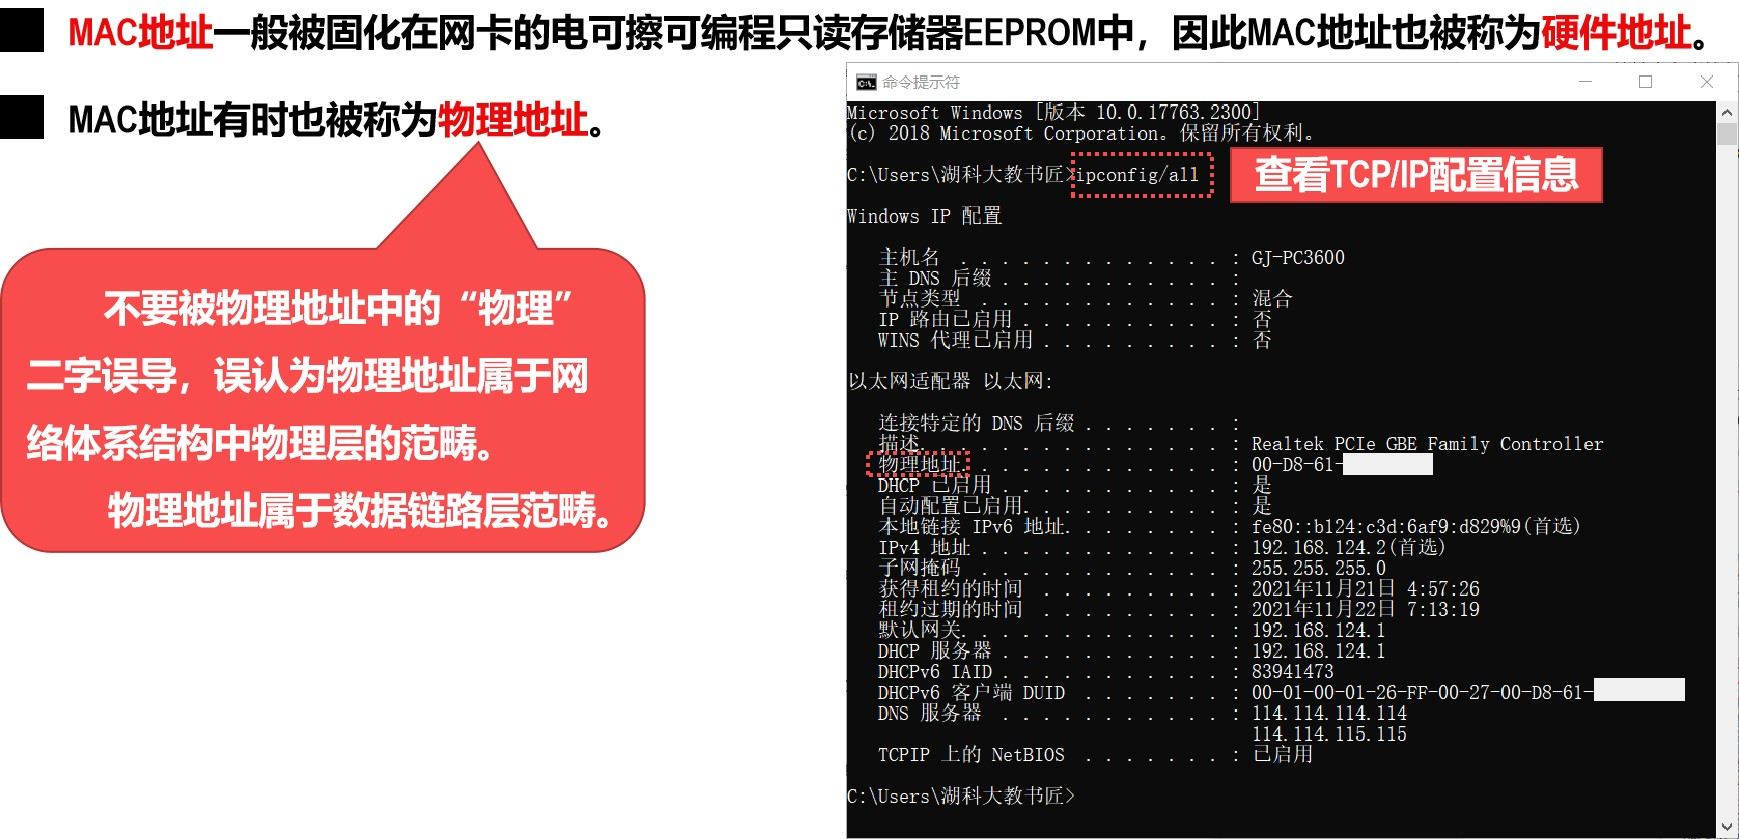 MAC地址一般被固化在网卡的电可擦可编程只读存储器EEPROM中，因此MAC地址也被称为硬件地址。
MAC地址有时也被称为物理地址。
不要被物理地址中的“物理”
二字误导，误认为物理地址属于网
络体系结构中物理层的范畴。
物理地址属于数据链路层范畴。
命令提示符
Microsoft Windows [版本 10.0.17763.2300]
(c) 2018 Microsoft Corporation。保留所有权利。
C:\Users\湖科大教书匠>ipconfig/all
查看TCP/IP配置信息
Windows IP 配置
主机名 . . . . . . . . . . . . . : GJ-PC3600
主 DNS 后缀 . . . . . . . . . . . :
节点类型 . . . . . . . . . . . . : 混合
IP 路由已启用 . . . . . . . . . . : 否
WINS 代理已启用 . . . . . . . . . : 否
以太网适配器 以太网:
连接特定的 DNS 后缀 . . . . . . . :
描述. . . . . . . . . . . . . . . : Realtek PCIe GBE Family Controller
物理地址. . . . . . . . . . . . . : 00-D8-61-
DHCP 已启用 . . . . . . . . . . . : 是
自动配置已启用. . . . . . . . . . : 是
本地链接 IPv6 地址. . . . . . . . : fe80::b124:c3d:6af9:d829%9(首选)
IPv4 地址 . . . . . . . . . . . . : 192.168.124.2(首选)
子网掩码 . . . . . . . . . . . . : 255.255.255.0
获得租约的时间 . . . . . . . . . : 2021年11月21日 4:57:26
租约过期的时间 . . . . . . . . . : 2021年11月22日 7:13:19
默认网关. . . . . . . . . . . . . : 192.168.124.1
DHCP 服务器 . . . . . . . . . . . : 192.168.124.1
DHCPv6 IAID . . . . . . . . . . . : 83941473
DHCPv6 客户端 DUID . . . . . . . : 00-01-00-01-26-FF-00-27-00-D8-61-
DNS 服务器 . . . . . . . . . . . : 114.114.114.114
114.114.115.115
TCPIP 上的 NetBIOS . . . . . . . : 已启用
C:\Users\湖科大教书匠>